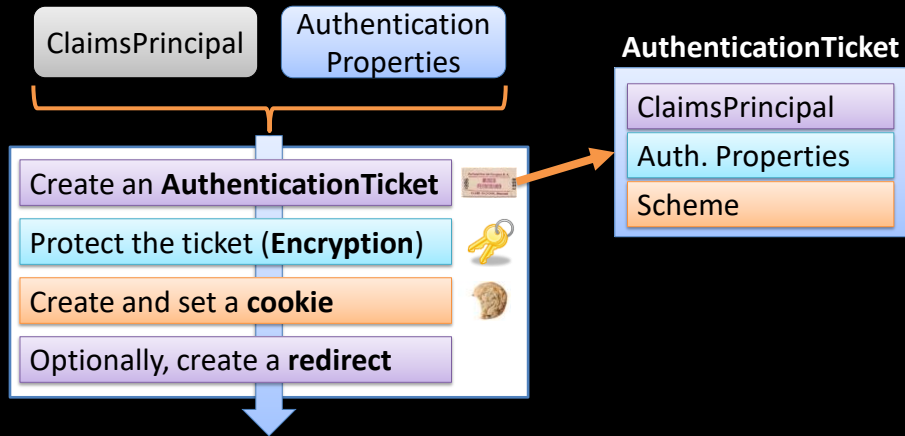 ClaimsPrincipal
Authentication
Properties
AuthenticationTicket
ClaimsPrincipal
Auth. Properties
Scheme
Create an AuthenticationTicket
Protect the ticket (Encryption)
Create and set a cookie
Optionally, create a redirect